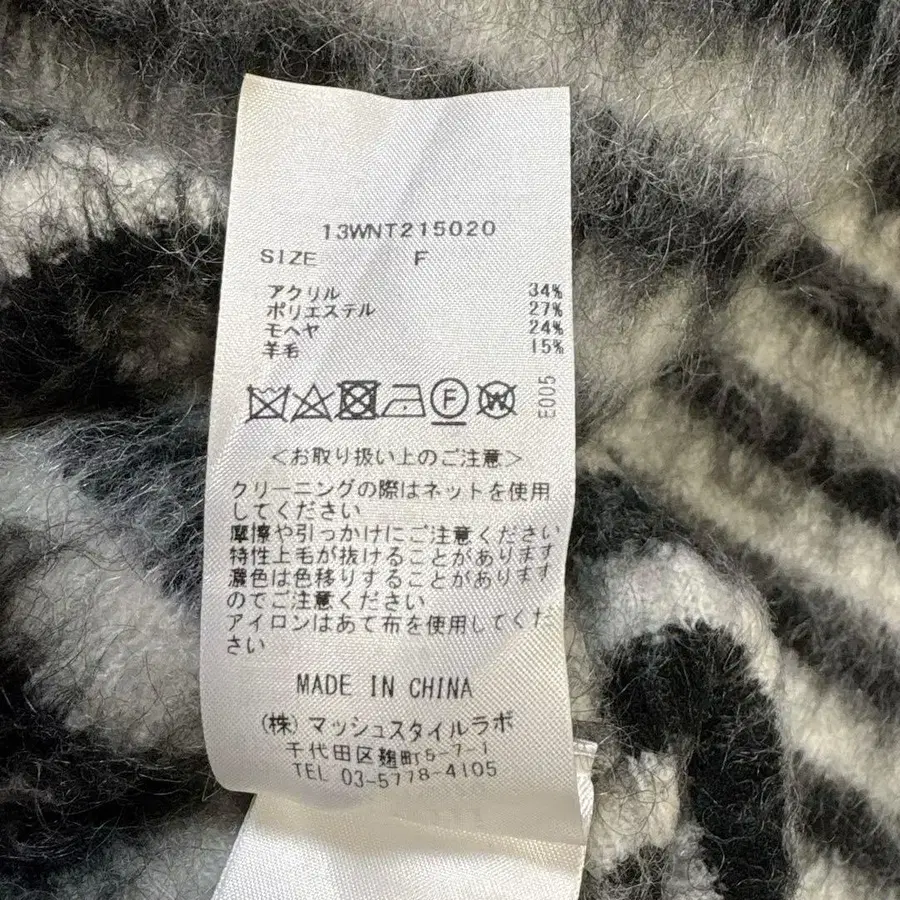 13WNT215020
SIZE F
アクリル 34%
ポリエステル 27%
モヘヤ 24%
羊毛 15%
F W E005
<お取り扱い上のご注意>
クリーニングの際はネットを使用
してください
摩擦や引っかけにご注意ください
特性上毛が抜けることがあります
濃色は色移りすることがあります
のでご注意ください
アイロンはあて布を使用してくだ
さい
MADE IN CHINA
(株)マッシュスタイルラボ
千代田区麹町5-7-1
TEL 03-5778-4105